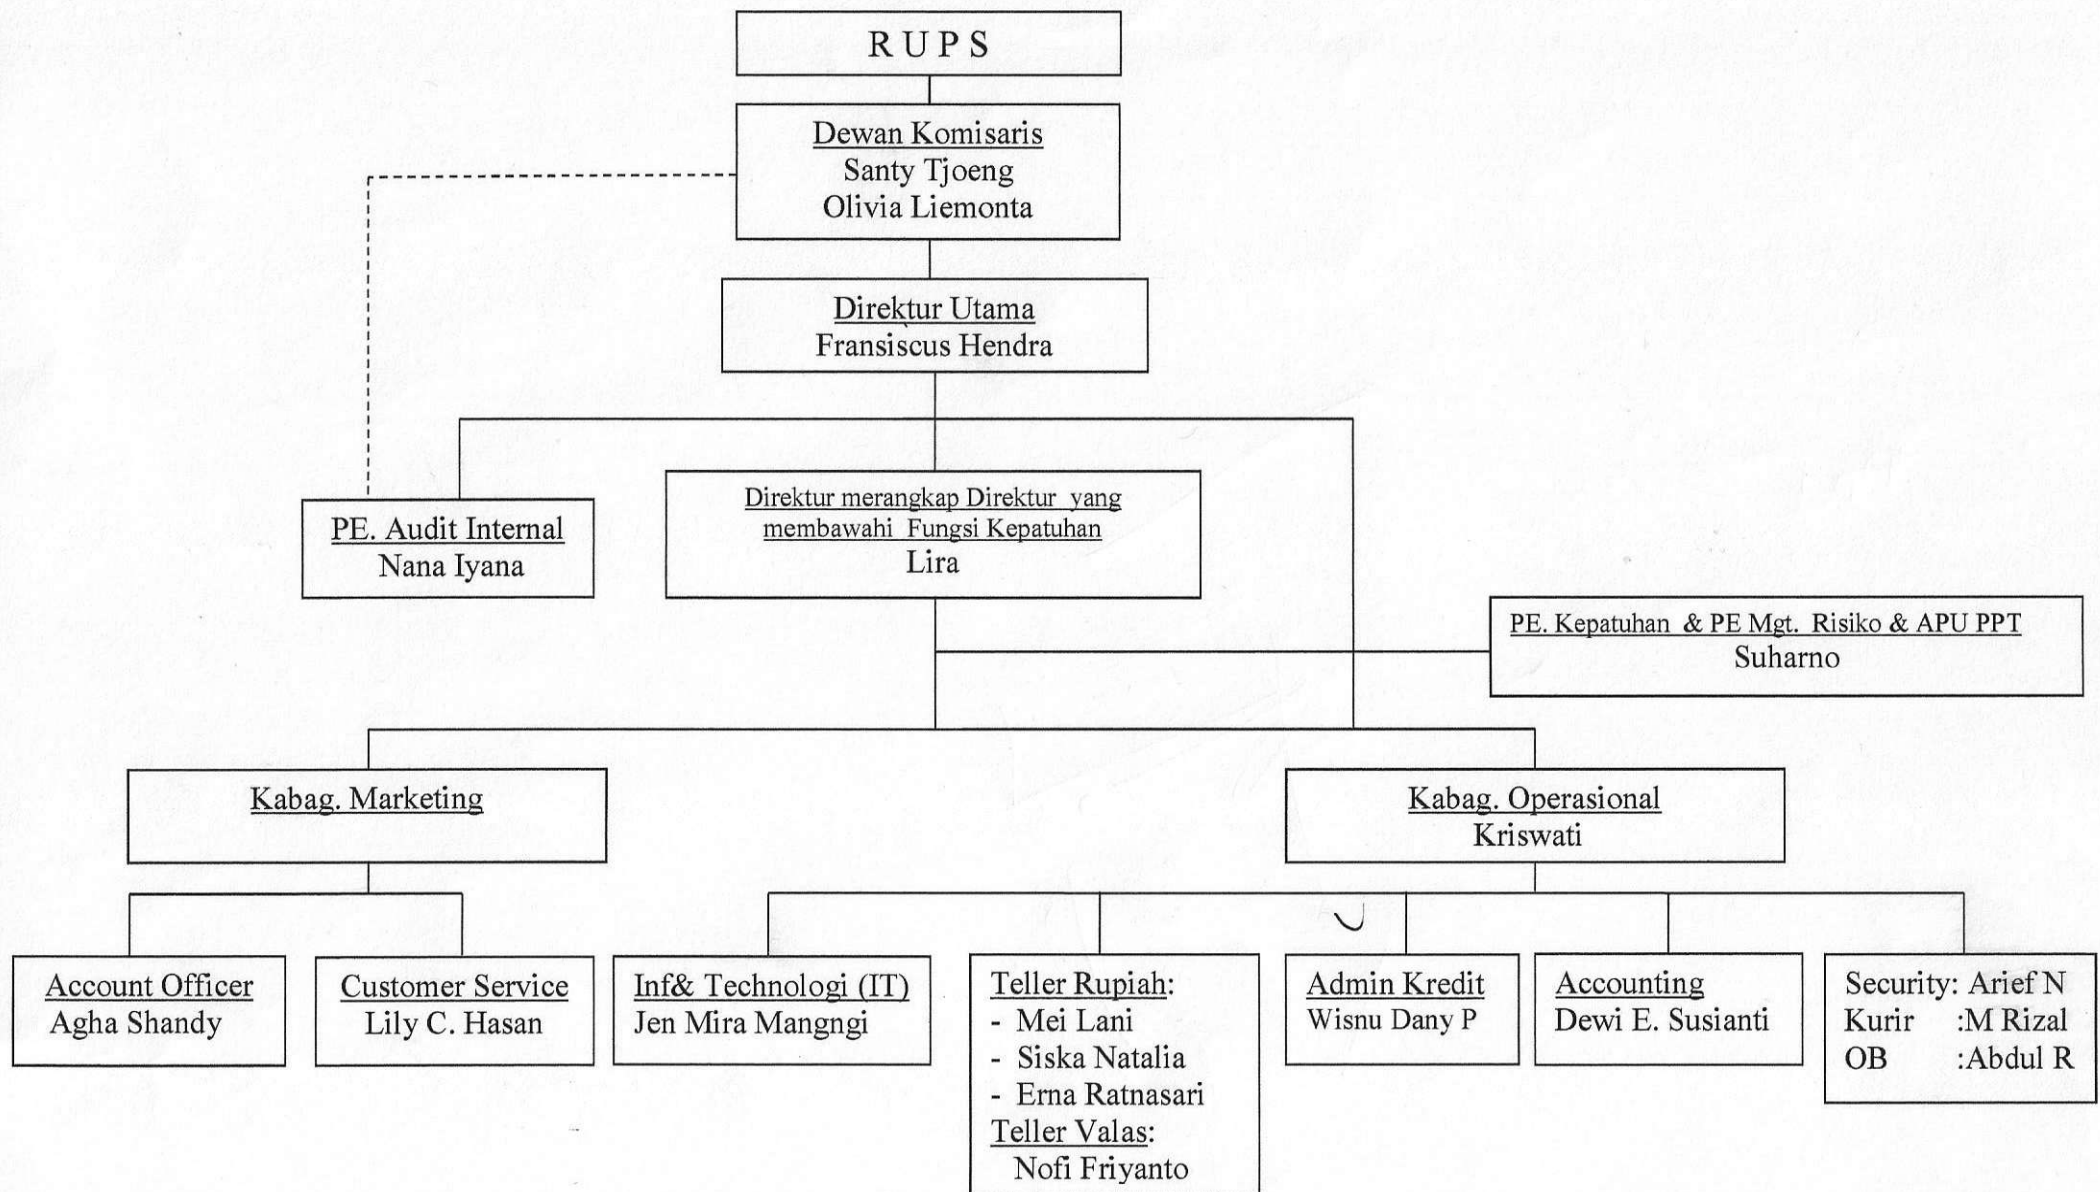 RUPS
Dewan Komisaris
Santy Tjoeng
Olivia Liemonta
Direktur Utama
Fransiscus Hendra
PE. Audit Internal
Nana Iyana
Direktur merangkap Direktur yang
membawahi Fungsi Kepatuhan
Lira
PE. Kepatuhan & PE Mgt. Risiko & APU PPT
Suharno
Kabag. Marketing
Kabag. Operasional
Kriswati
Account Officer
Agha Shandy
Customer Service
Lily C. Hasan
Inf& Technologi (IT)
Jen Mira Mangngi
Teller Rupiah:
- Mei Lani
- Siska Natalia
- Erna Ratnasari
Teller Valas:
Nofi Friyanto
Admin Kredit
Wisnu Dany P
Accounting
Dewi E. Susianti
Security: Arief N
Kurir :M Rizal
OB :Abdul R